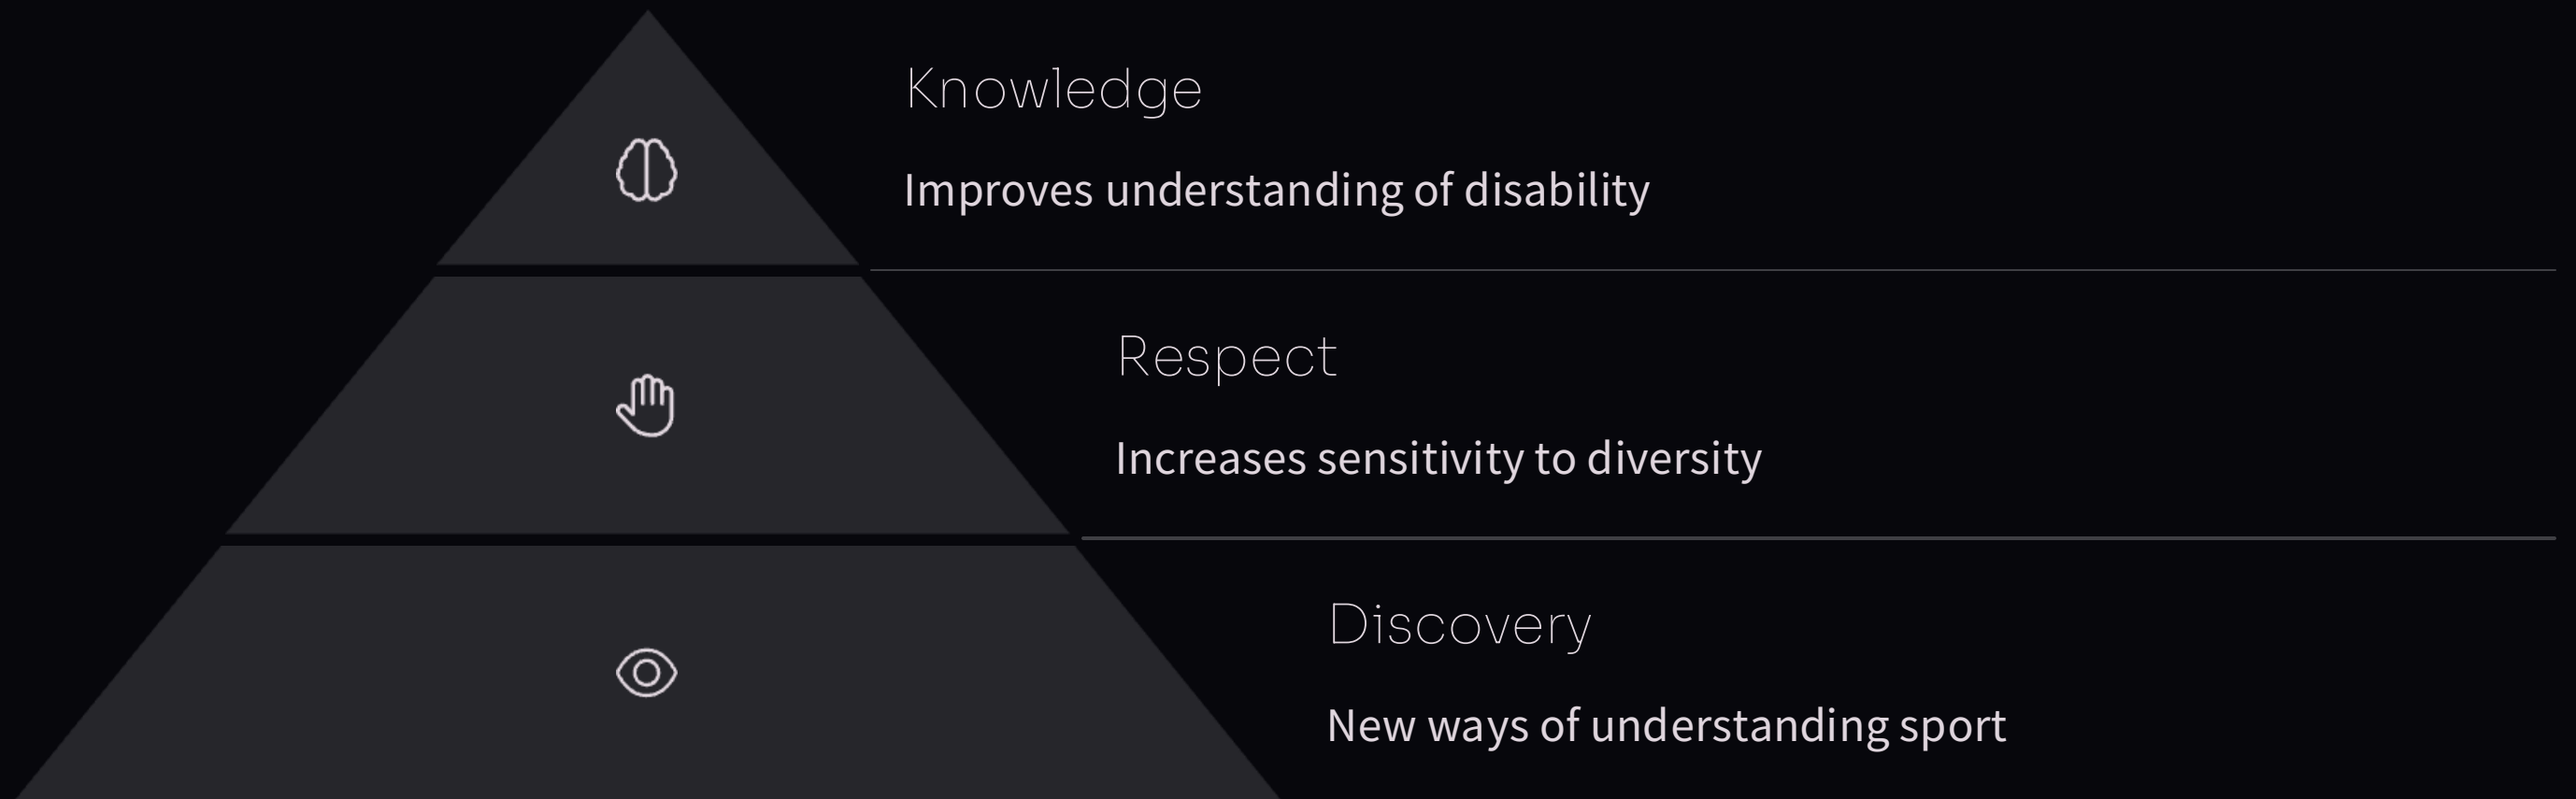 Knowledge
Improves understanding of disability
Respect
Increases sensitivity to diversity
Discovery
New ways of understanding sport